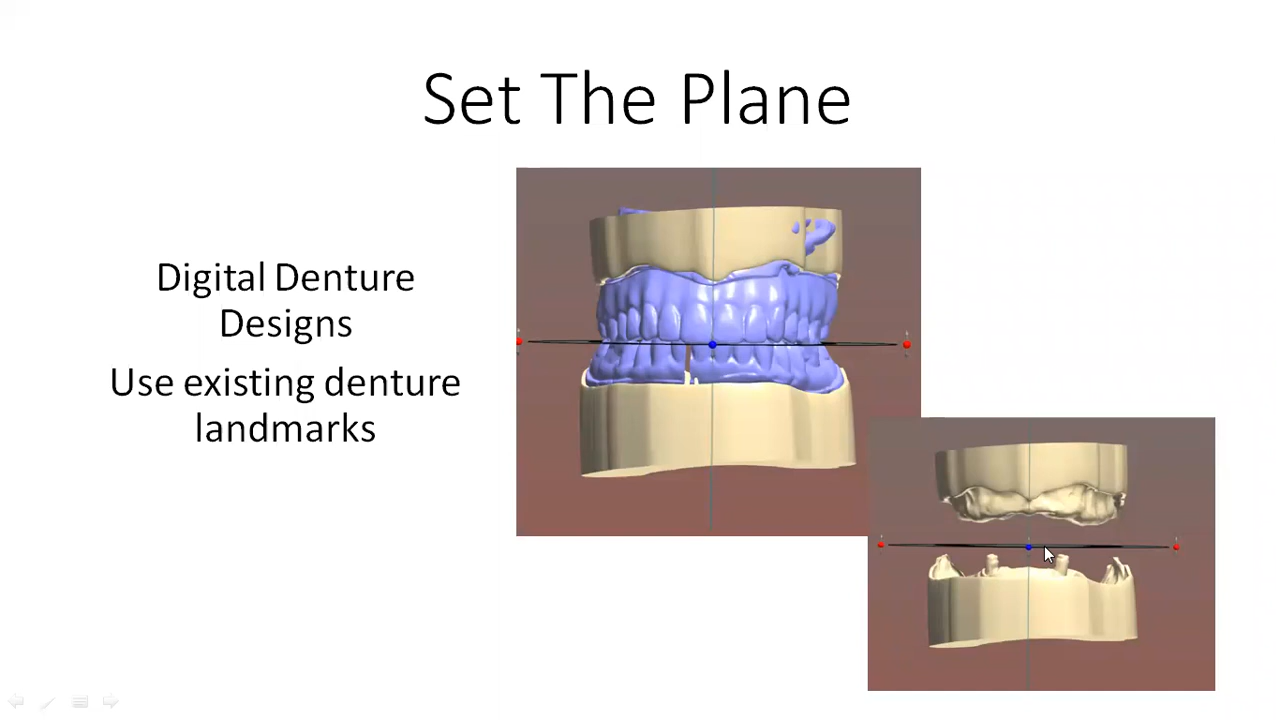 Set The Plane
Digital Denture
Designs
Use existing denture
landmarks